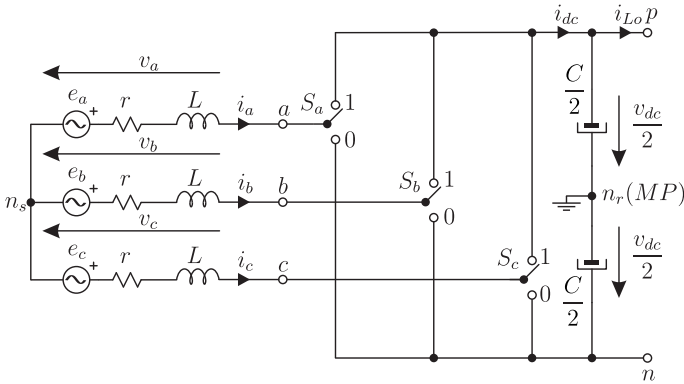 i_dc i_Lo p
v_a
e_a + r L i_a a S_a 1
0
C/2 v_dc/2
v_b
n_s e_b + r L i_b b S_b 1
0
n_r(MP)
v_c
e_c + r L i_c c S_c 1
0
C/2 v_dc/2
n